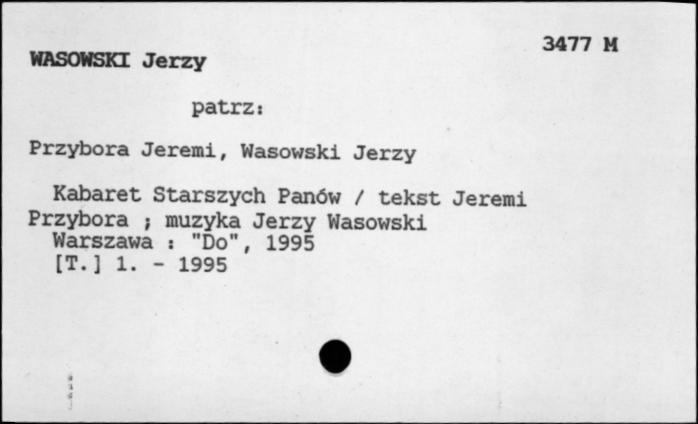 3477 M
WASOWSKI Jerzy
patrz:
Przybora Jeremi, Wasowski Jerzy
Kabaret Starszych Panów / tekst Jeremi
Przybora ; muzyka Jerzy Wasowski
Warszawa : "Do", 1995
[T.] 1. - 1995